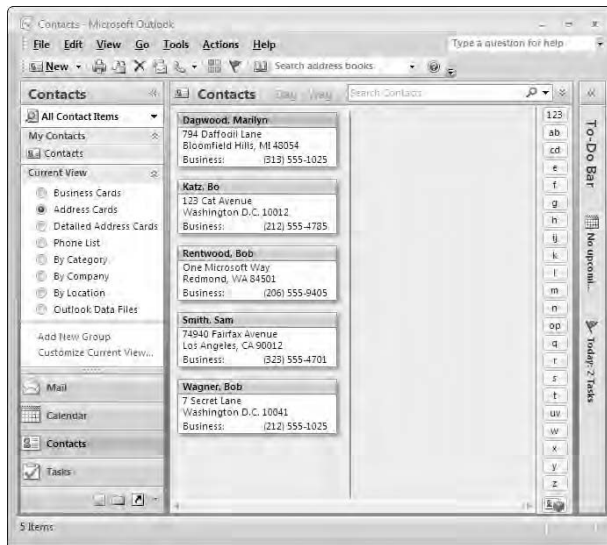 Contacts - Microsoft Outlook
File Edit View Go Tools Actions Help
Type a question for help
New
Search address books
Contacts
All Contact Items
My Contacts
Contacts
Current View
Business Cards
Address Cards
Detailed Address Cards
Phone List
By Category
By Company
By Location
Outlook Data Files
Add New Group
Customize Current View...
Mail
Calendar
Contacts
Tasks
Contacts
Search Contacts
Dagwood, Marilyn
794 Daffodil Lane
Bloomfield Hills, MI 48054
Business: (313) 555-1025
Katz, Bo
123 Cat Avenue
Washington D.C. 10012
Business: (212) 555-4785
Rentwood, Bob
One Microsoft Way
Redmond, WA 84501
Business: (206) 555-9405
Smith, Sam
74940 Fairfax Avenue
Los Angeles, CA 90012
Business: (323) 555-4701
Wagner, Bob
7 Secret Lane
Washington D.C. 10041
Business: (212) 555-1025
123
ab
cd
e
f
g
h
ij
k
l
m
n
op
q
r
s
t
uv
w
x
y
z
To-Do Bar
No upcomi...
Today: 2 Tasks
5 Items